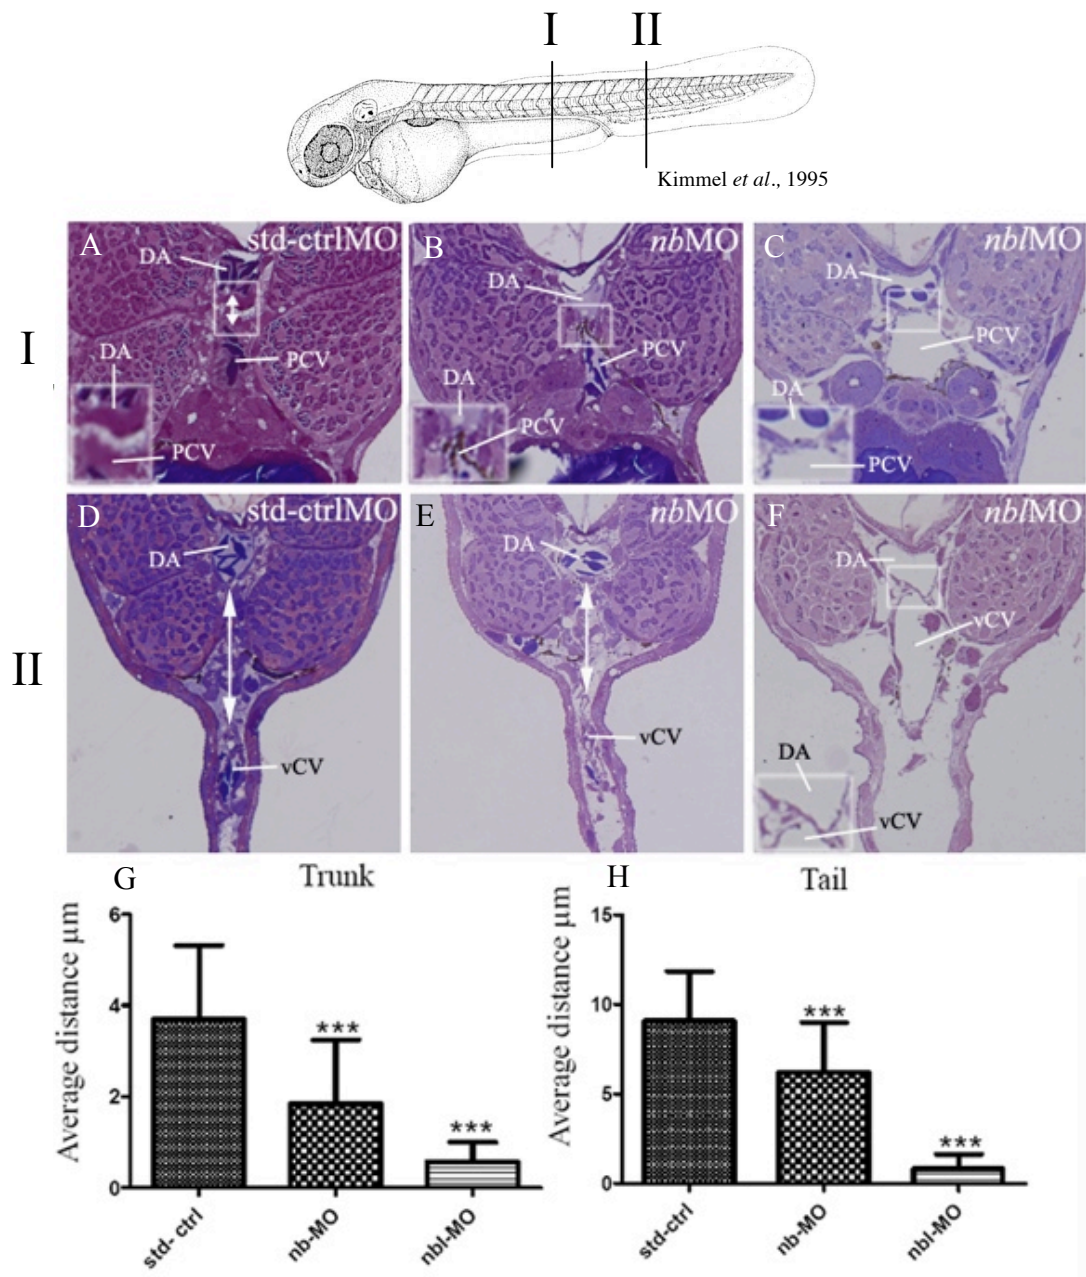 I II
Kimmel et al., 1995
I
A std-ctrlMO
DA
PCV
DA
PCV
B nbMO
DA
PCV
DA
PCV
C nblMO
DA
PCV
DA
PCV
II
D std-ctrlMO
DA
vCV
E nbMO
DA
vCV
F nblMO
DA
vCV
DA
vCV
G Trunk
Average distance µm
6
4
2
0
std- ctrl
nb-MO
nbl-MO
***
***
H Tail
Average distance µm
15
10
5
0
std-ctrl
nb-MO
nbl-MO
***
***